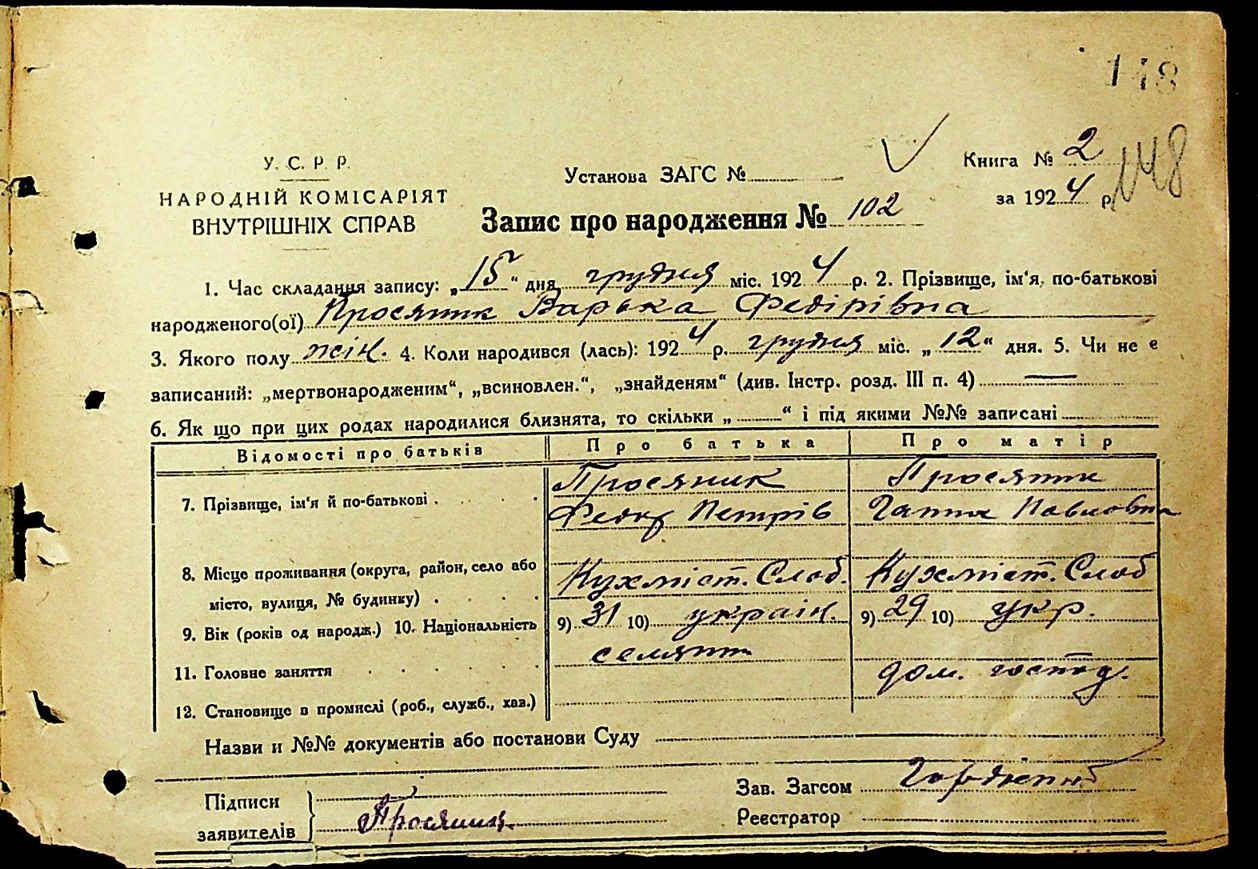 148
У.С.Р.Р.
НАРОДНІЙ КОМІСАРІЯТ
ВНУТРІШНІХ СПРАВ
Установа ЗАГС №
Книга № 2
за 1924 р.
148
Запис про народження № 102
1. Час складання запису: „15“ дня грудня міс. 1924 р. 2. Прізвище, ім'я, по-батькові
народженого(ої) Просяник Варька Федірівна
3. Якого полу жін. 4. Коли народився (лась): 1924 р. грудня міс. „12“ дня. 5. Чи не є
записаний: „мертвонародженим“, „всиновлен.“, „знайденям“ (див. Інстр. розд. III п. 4) —
6. Як що при цих родах народилися близнята, то скільки „ “ і під якими №№ записані
Відомості про батьків Про батька Про матір
7. Прізвище, ім'я й по-батькові Просяник Просяник
Федір Петрів Ганна Павловна
8. Місце проживання (округа, район, село або Кухміст. Слоб. Кухміст. Слоб
місто, вулиця, № будинку)
9. Вік (років од народж.) 10. Національність 9) 31 10) україн. 9) 29 10) укр.
11. Головне заняття селянин дом. господ.
12. Становище в промислі (роб., служб., хав.)
Назви и №№ документів або постанови Суду
Підписи
заявителів Просяник
Зав. Загсом
Реєстратор